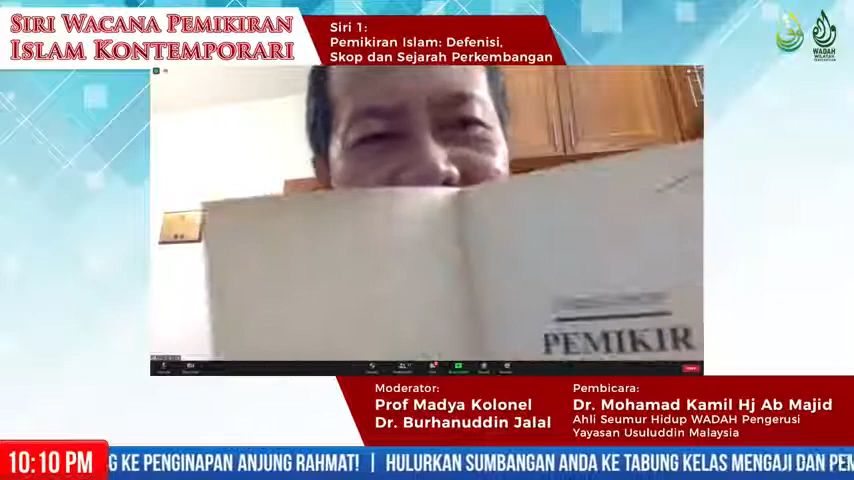 SIRI WACANA PEMIKIRAN
ISLAM KONTEMPORARI
Siri 1:
Pemikiran Islam: Defenisi,
Skop dan Sejarah Perkembangan
WADAH
PEMIKIR
Moderator:
Prof Madya Kolonel
Dr. Burhanuddin Jalal
Pembicara:
Dr. Mohamad Kamil Hj Ab Majid
Ahli Seumur Hidup WADAH Pengerusi
Yayasan Usuluddin Malaysia
10:10 PM
G KE PENGINAPAN ANJUNG RAHMAT! | HULURKAN SUMBANGAN ANDA KE TABUNG KELAS MENGAJI DAN PEM